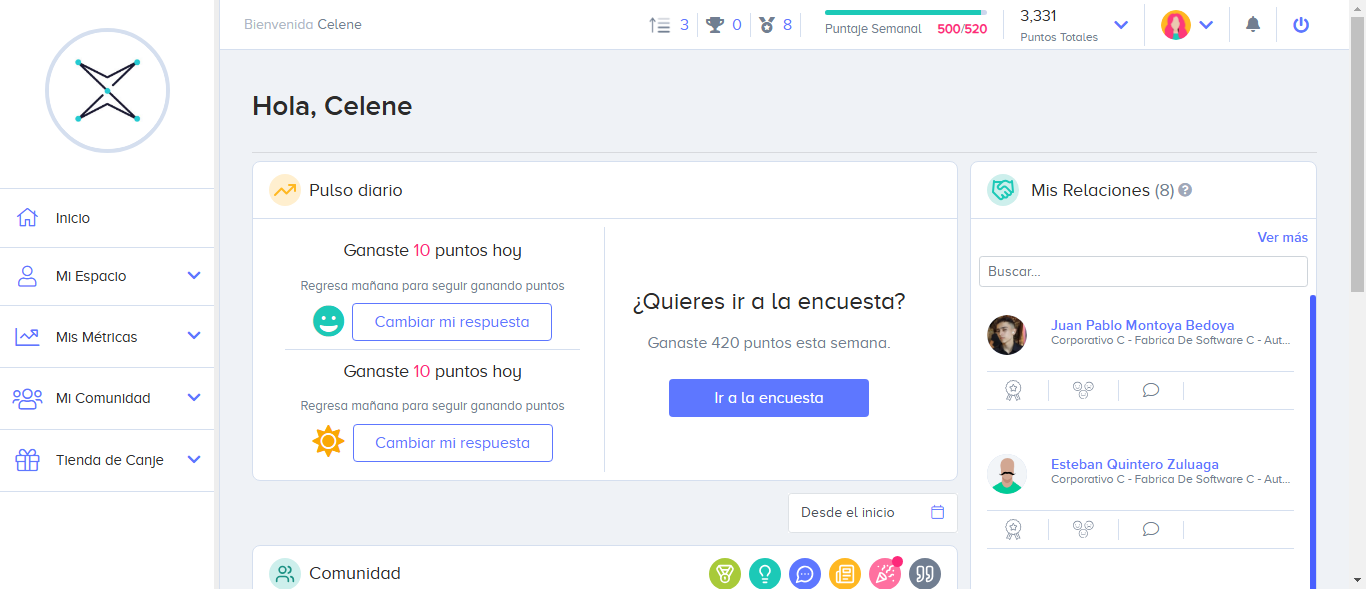 Bienvenida Celene
3
0
8
Puntaje Semanal 500/520
3,331
Puntos Totales
Hola, Celene
Inicio
Mi Espacio
Mis Métricas
Mi Comunidad
Tienda de Canje
Pulso diario
Ganaste 10 puntos hoy
Regresa mañana para seguir ganando puntos
Cambiar mi respuesta
Ganaste 10 puntos hoy
Regresa mañana para seguir ganando puntos
Cambiar mi respuesta
¿Quieres ir a la encuesta?
Ganaste 420 puntos esta semana.
Ir a la encuesta
Desde el inicio
Comunidad
Mis Relaciones (8) ?
Ver más
Buscar...
Juan Pablo Montoya Bedoya
Corporativo C - Fabrica De Software C - Aut...
Esteban Quintero Zuluaga
Corporativo C - Fabrica De Software C - Aut...